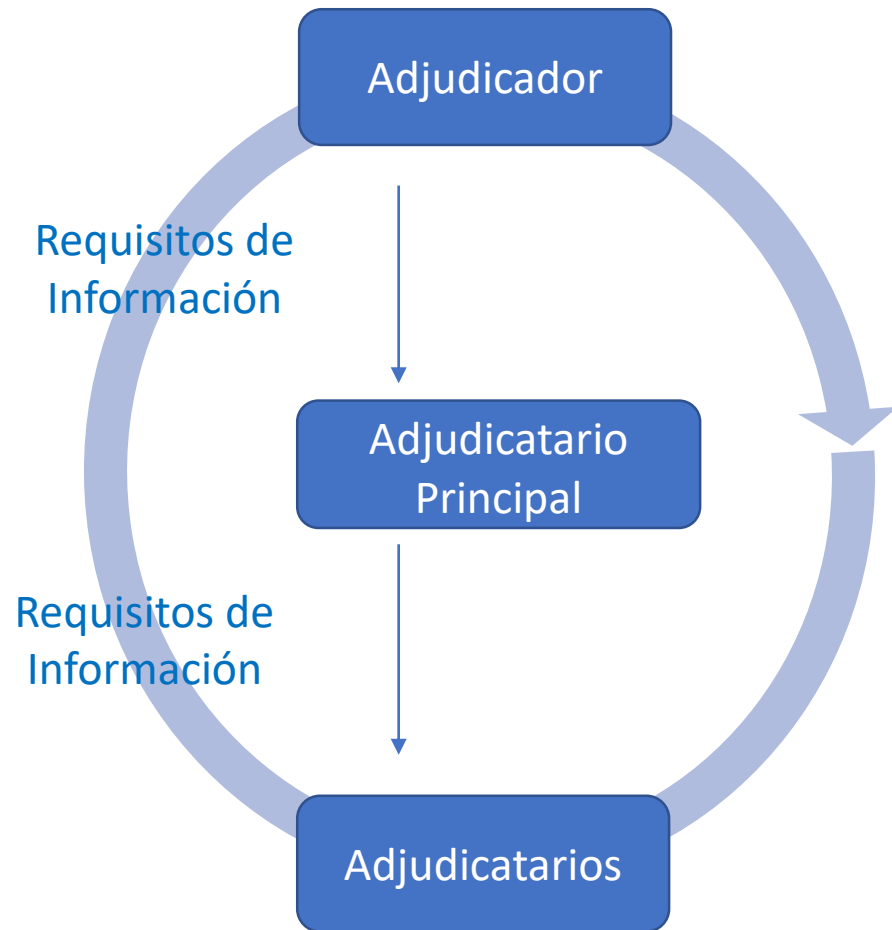 Adjudicador
Requisitos de
Información
Adjudicatario
Principal
Requisitos de
Información
Adjudicatarios